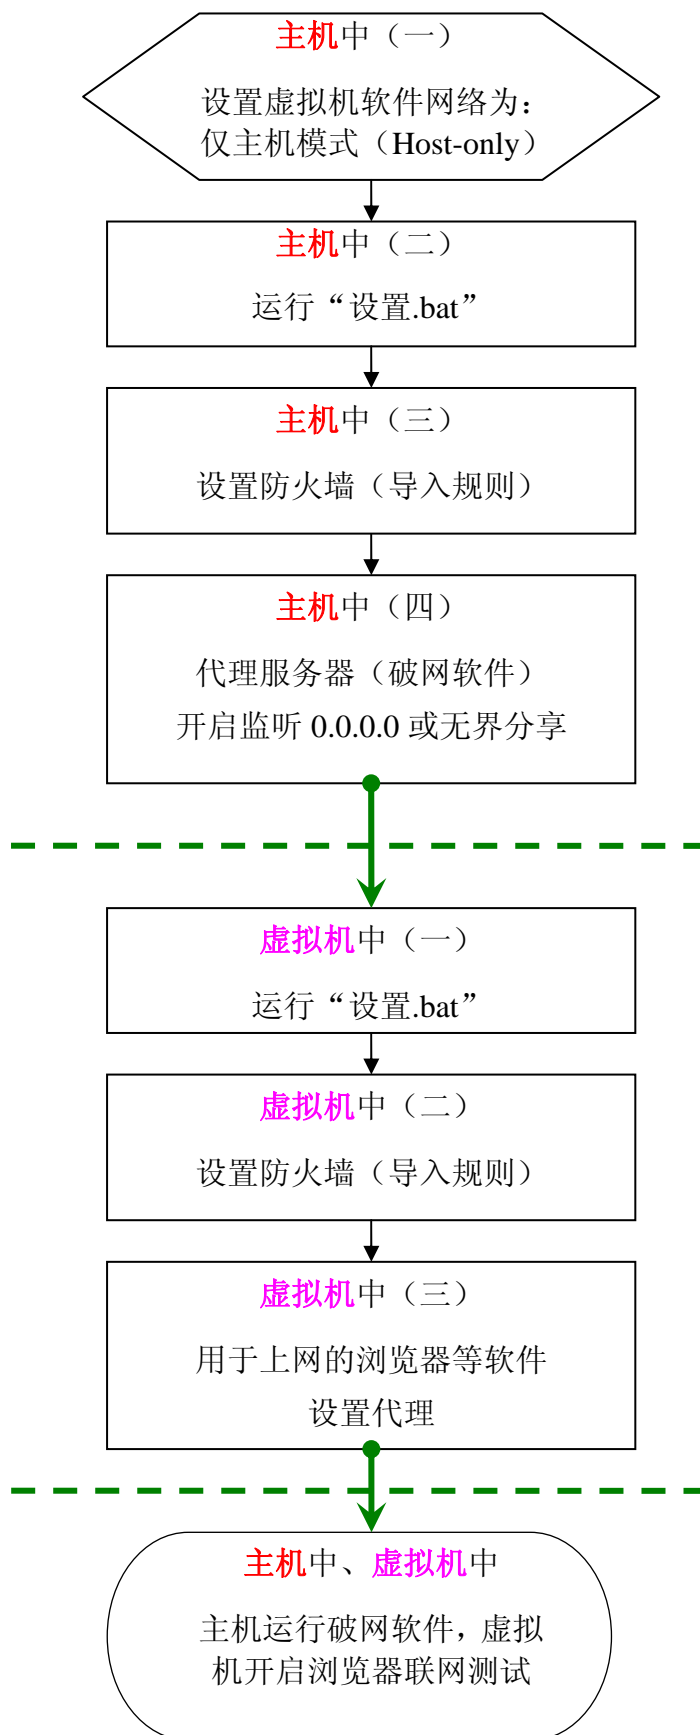 主机中（一）
设置虚拟机软件网络为：
仅主机模式（Host-only）
主机中（二）
运行“设置.bat”
主机中（三）
设置防火墙（导入规则）
主机中（四）
代理服务器（破网软件）
开启监听 0.0.0.0 或无界分享
虚拟机中（一）
运行“设置.bat”
虚拟机中（二）
设置防火墙（导入规则）
虚拟机中（三）
用于上网的浏览器等软件
设置代理
主机中、虚拟机中
主机运行破网软件，虚拟
机开启浏览器联网测试